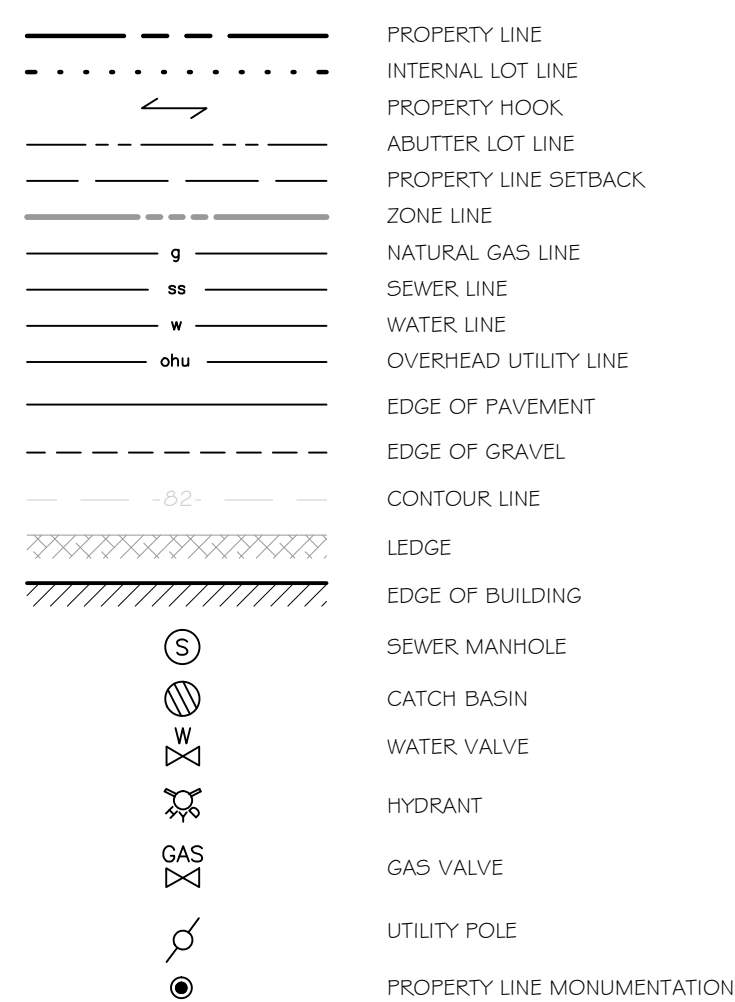 PROPERTY LINE
INTERNAL LOT LINE
PROPERTY HOOK
ABUTTER LOT LINE
PROPERTY LINE SETBACK
ZONE LINE
g NATURAL GAS LINE
ss SEWER LINE
w WATER LINE
ohu OVERHEAD UTILITY LINE
EDGE OF PAVEMENT
EDGE OF GRAVEL
-82- CONTOUR LINE
LEDGE
EDGE OF BUILDING
S SEWER MANHOLE
CATCH BASIN
W
WATER VALVE
HYDRANT
GAS
GAS VALVE
UTILITY POLE
PROPERTY LINE MONUMENTATION